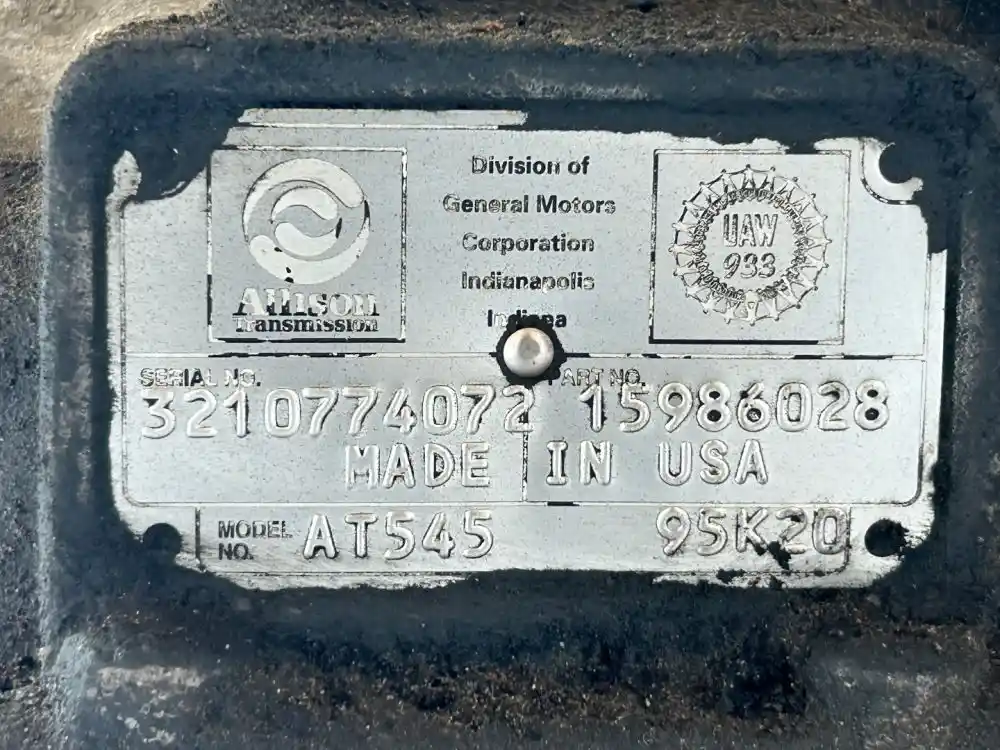 Allison
Transmission
Division of
General Motors
Corporation
Indianapolis
Indiana
UAW
933
SERIAL NO.
3210774072
PART NO.
15986028
MADE IN USA
MODEL NO.
AT545
95K20